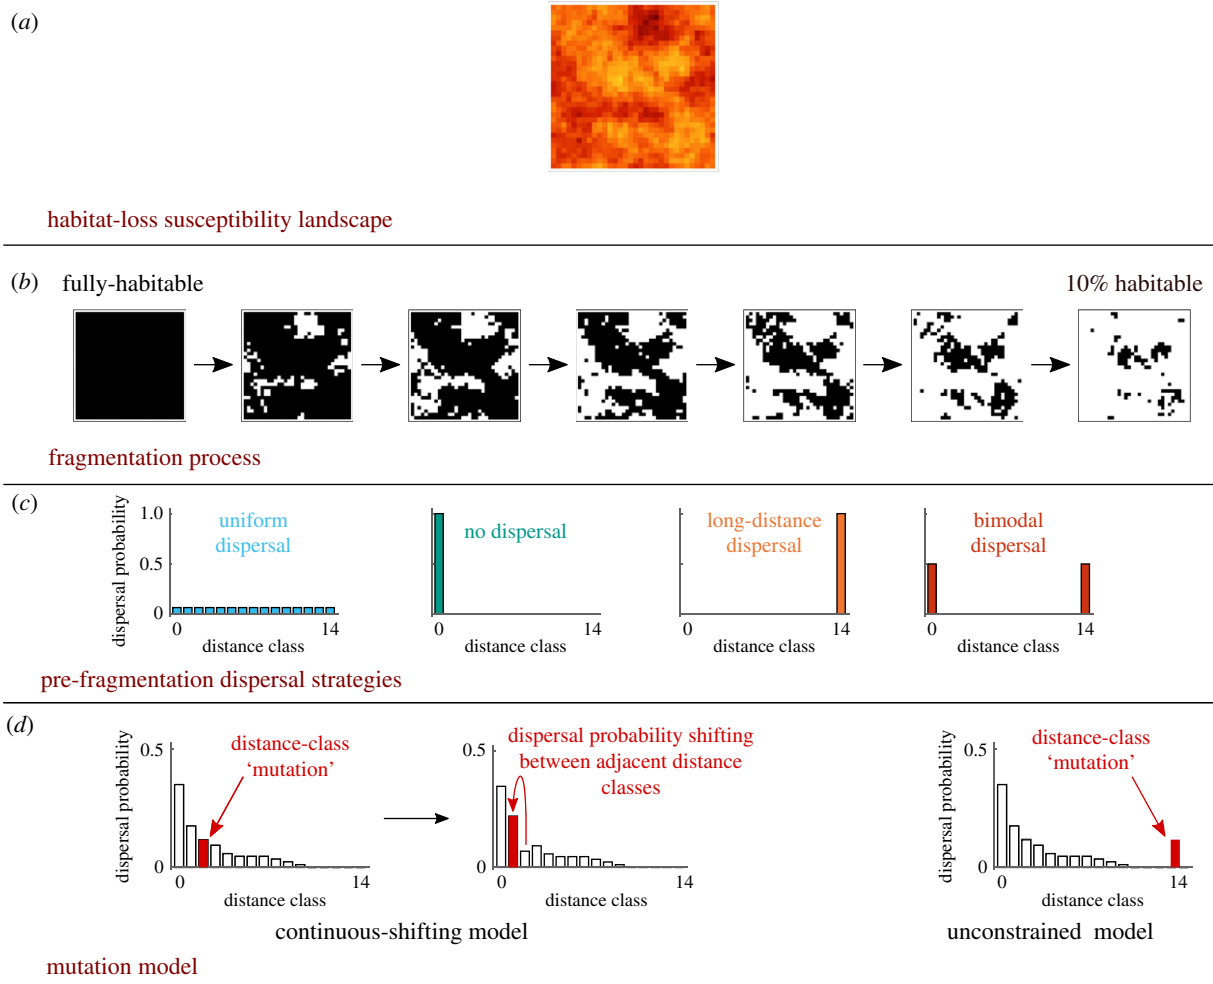 (a)
habitat-loss susceptibility landscape
(b)
fully-habitable
10% habitable
fragmentation process
(c)
dispersal probability
1.0
0.5
0
uniform
dispersal
0
14
distance class
no dispersal
0
14
distance class
long-distance
dispersal
0
14
distance class
bimodal
dispersal
0
14
distance class
pre-fragmentation dispersal strategies
(d)
dispersal probability
0.5
0
distance-class
‘mutation’
0
14
distance class
0.5
0
dispersal probability shifting
between adjacent distance
classes
0
14
distance class
continuous-shifting model
dispersal probability
0.5
0
distance-class
‘mutation’
0
14
distance class
unconstrained model
mutation model